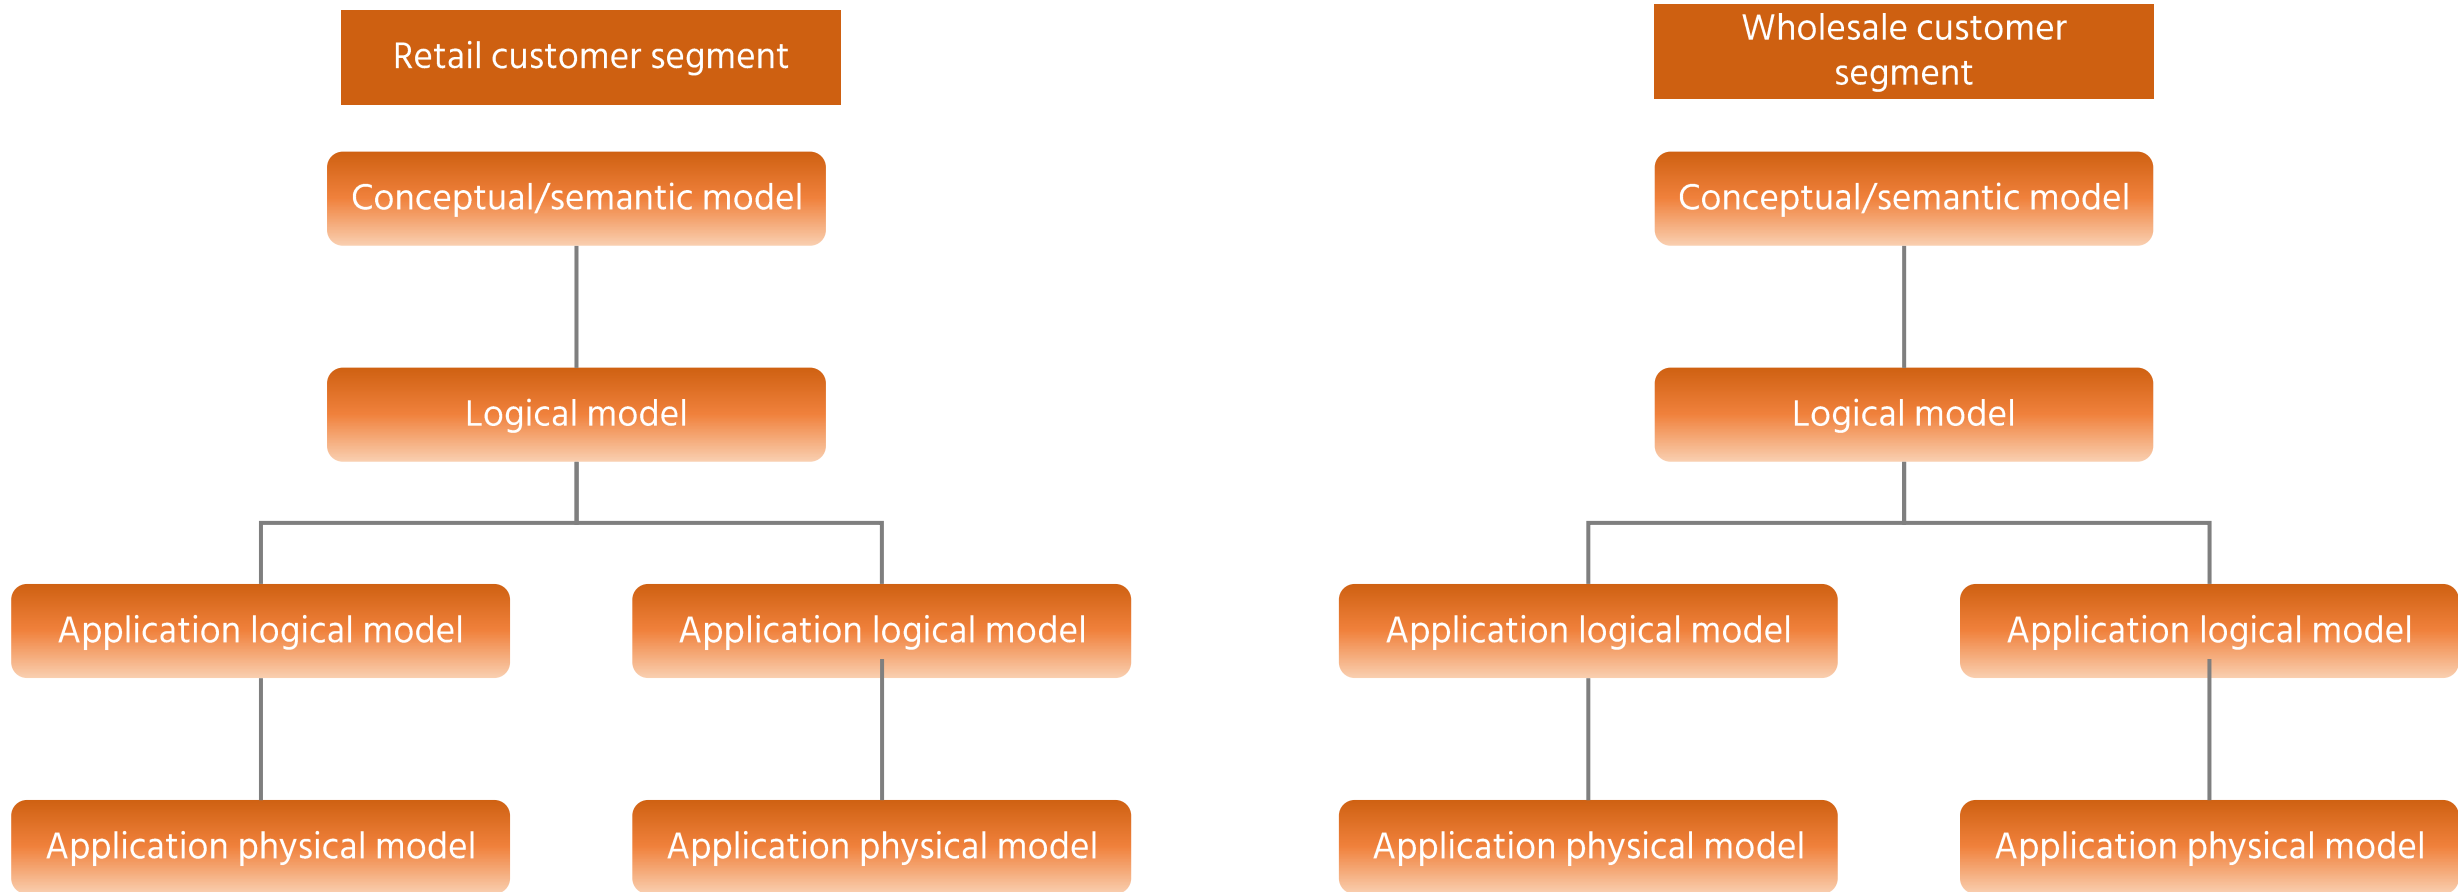 Retail customer segment
Wholesale customer
segment
Conceptual/semantic model
Conceptual/semantic model
Logical model
Logical model
Application logical model
Application logical model
Application logical model
Application logical model
Application physical model
Application physical model
Application physical model
Application physical model